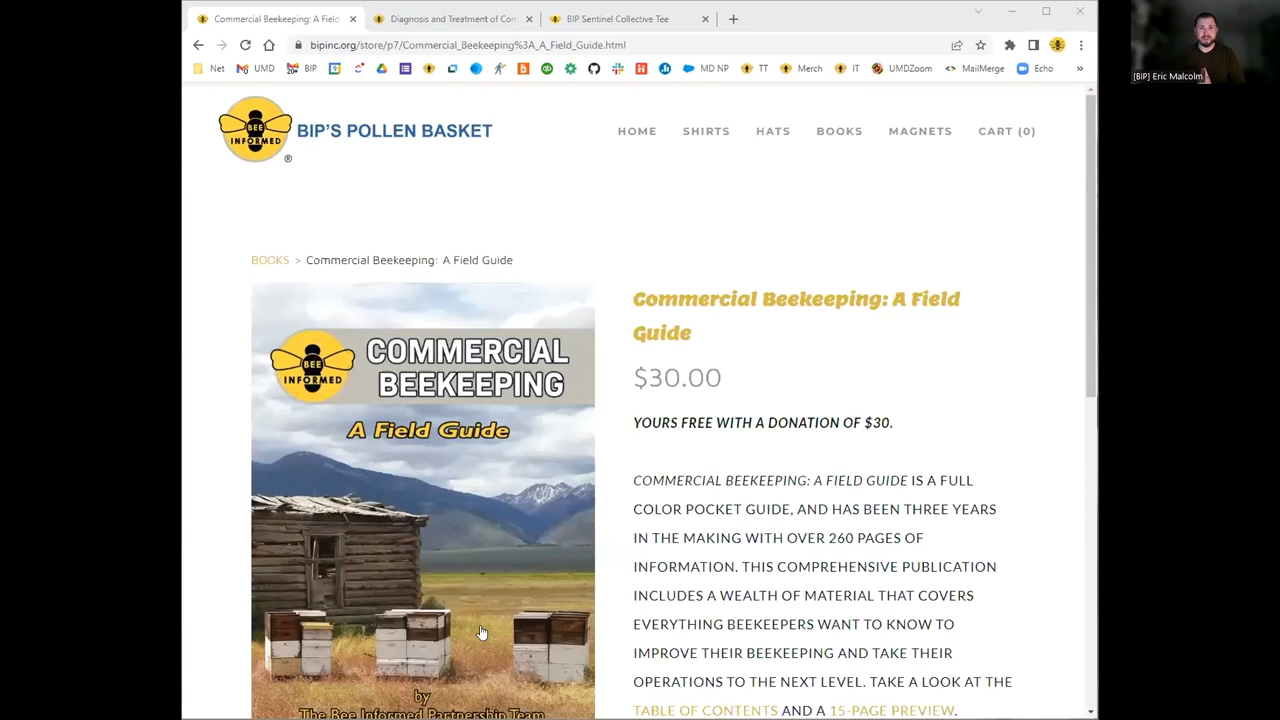 Commercial Beekeeping: A Field
Diagnosis and Treatment of Com
BIP Sentinel Collective Tee
bipinc.org/store/p7/Commercial_Beekeeping%3A_A_Field_Guide.html
Net
UMD
BIP
MD NP
TT
Merch
IT
UMDZoom
MailMerge
Echo
[BIP] Eric Malcolm
BEE
INFORMED
®
BIP'S POLLEN BASKET
HOME
SHIRTS
HATS
BOOKS
MAGNETS
CART (0)
BOOKS > Commercial Beekeeping: A Field Guide
BEE
INFORMED
COMMERCIAL
BEEKEEPING
A Field Guide
by
The Bee Informed Partnership Team
Commercial Beekeeping: A Field
Guide
$30.00
YOURS FREE WITH A DONATION OF $30.
COMMERCIAL BEEKEEPING: A FIELD GUIDE IS A FULL
COLOR POCKET GUIDE, AND HAS BEEN THREE YEARS
IN THE MAKING WITH OVER 260 PAGES OF
INFORMATION. THIS COMPREHENSIVE PUBLICATION
INCLUDES A WEALTH OF MATERIAL THAT COVERS
EVERYTHING BEEKEEPERS WANT TO KNOW TO
IMPROVE THEIR BEEKEEPING AND TAKE THEIR
OPERATIONS TO THE NEXT LEVEL. TAKE A LOOK AT THE
TABLE OF CONTENTS AND A 15-PAGE PREVIEW.